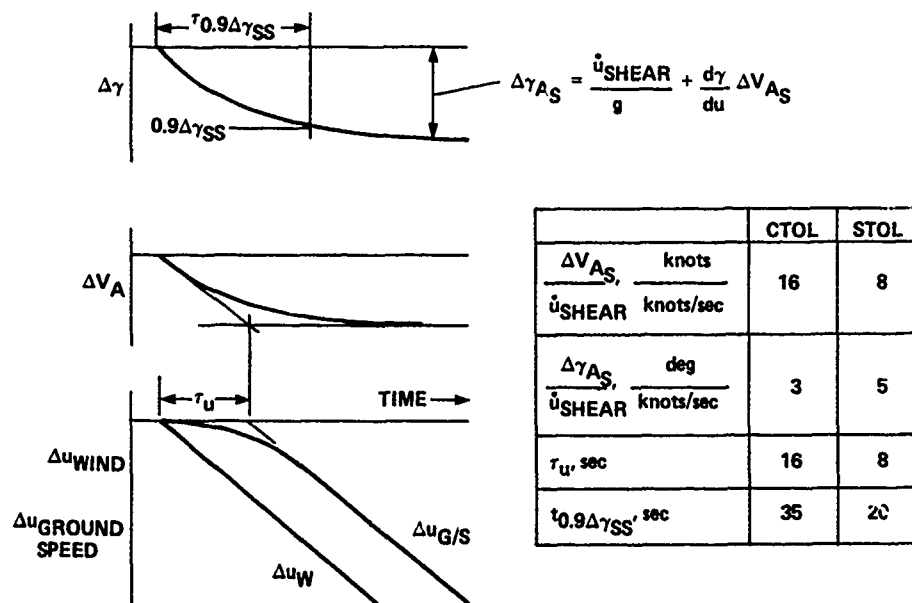 τ0.9ΔγSS
Δγ
0.9ΔγSS
ΔγAS = u̇SHEAR/g + dγ/du ΔVAS
ΔVA
τu
TIME
ΔuWIND
ΔuGROUND SPEED
ΔuG/S
ΔuW
CTOL STOL
ΔVAS, knots 16 8
u̇SHEAR knots/sec
ΔγAS, deg 3 5
u̇SHEAR knots/sec
τu, sec 16 8
t0.9ΔγSS, sec 35 20